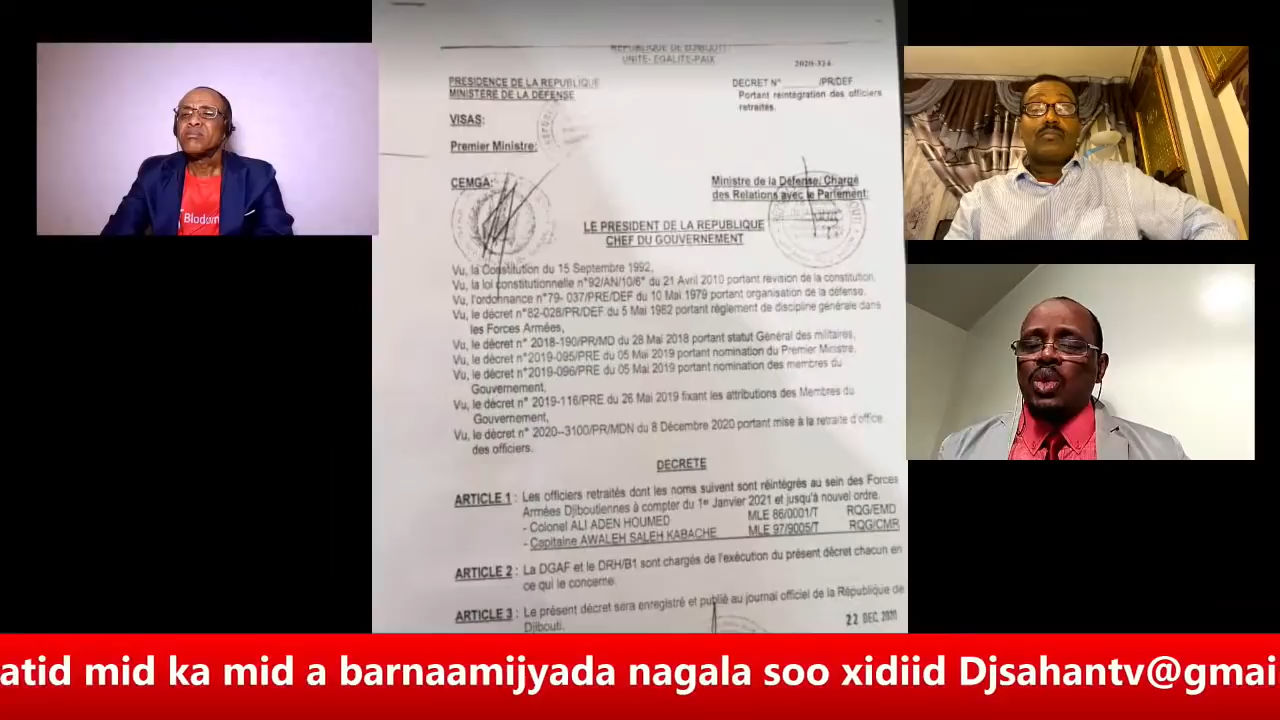 REPUBLIQUE DE DJIBOUTI
UNITE- EGALITE-PAIX
PRESIDENCE DE LA REPUBLIQUE
MINISTÈRE DE LA DÉFENSE
2020-334
DECRET N° ______/PR/DEF
Portant reintégration des officiers
retraités.
VISAS:
Premier Ministre:
CEMGA:
Ministre de la Défense, Chargé
des Relations avec le Parlement:
LE PRESIDENT DE LA REPUBLIQUE
CHEF DU GOUVERNEMENT
Vu, la Constitution du 15 Septembre 1992,
Vu, la loi constitutionnelle n°92/AN/10/6° du 21 Avril 2010 portant revision de la constitution,
Vu, l'ordonnance n°79- 037/PRE/DEF du 10 Mai 1979 portant organisation de la défense,
Vu, le décret n°82-028/PR/DEF du 5 Mai 1982 portant règlement de discipline générale dans
les Forces Armées,
Vu, le décret n° 2018-190/PR/MD du 28 Mai 2018 portant statut Général des militaires,
Vu, le décret n°2019-095/PRE du 05 Mai 2019 portant nomination du Premier Ministre,
Vu, le décret n°2019-096/PRE du 05 Mai 2019 portant nomination des membres du
Gouvernement,
Vu, le décret n°2019-116/PRE du 26 Mai 2019 fixant les attributions des Membres du
Gouvernement,
Vu, le décret n° 2020--3100/PR/MDN du 8 Décembre 2020 portant mise à la retraite d'office
des officiers.
DECRETE
ARTICLE 1 : Les officiers retraités dont les noms suivent sont réintégrés au sein des Forces
Armées Djiboutiennes à compter du 1er Janvier 2021 et jusqu'à nouvel ordre.
- Colonel ALI ADEN HOUMED MLE 86/0001/T RQG/EMD
- Capitaine AWALEH SALEH KABACHE MLE 97/9005/T RQG/CMR
ARTICLE 2 : La DGAF et le DRH/B1 sont chargés de l'exécution du présent décret chacun en
ce qui le concerne.
ARTICLE 3 : Le présent décret sera enregistré et publié au journal officiel de la République de
Djibouti.
22 DEC. 2020
Blodom
atid mid ka mid a barnaamijyada nagala soo xidiid Djsahantv@gmai